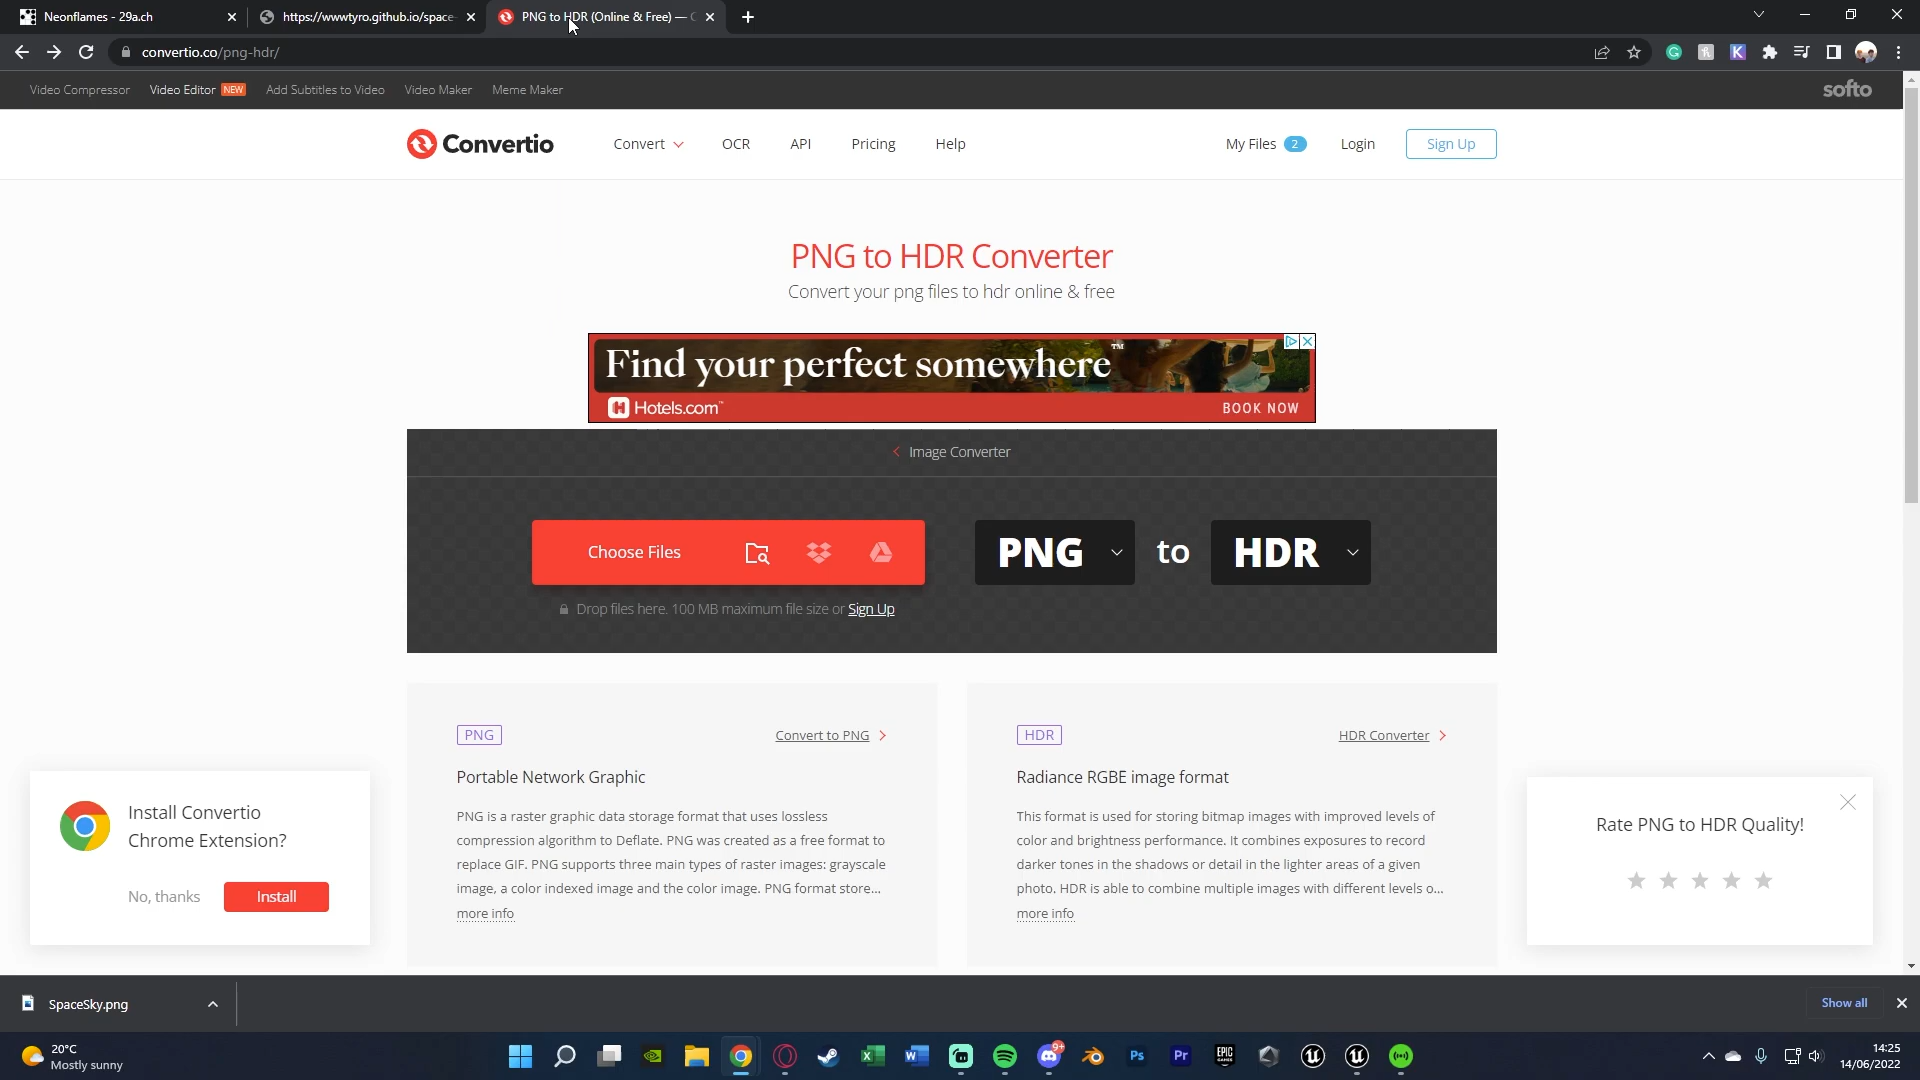 Neonflames - 29a.ch
https://wwwtyro.github.io/space-
PNG to HDR (Online & Free) — C
convertio.co/png-hdr/
Video Compressor
Video Editor NEW
Add Subtitles to Video
Video Maker
Meme Maker
softo
Convertio
Convert
OCR
API
Pricing
Help
My Files 2
Login
Sign Up
PNG to HDR Converter
Convert your png files to hdr online & free
Find your perfect somewhere™
Hotels.com™
BOOK NOW
Image Converter
Choose Files
PNG to HDR
Drop files here. 100 MB maximum file size or Sign Up
PNG
Convert to PNG
Portable Network Graphic
PNG is a raster graphic data storage format that uses lossless
compression algorithm to Deflate. PNG was created as a free format to
replace GIF. PNG supports three main types of raster images: grayscale
image, a color indexed image and the color image. PNG format store...
more info
HDR
HDR Converter
Radiance RGBE image format
This format is used for storing bitmap images with improved levels of
color and brightness performance. It combines exposures to record
darker tones in the shadows or detail in the lighter areas of a given
photo. HDR is able to combine multiple images with different levels o...
more info
Install Convertio
Chrome Extension?
No, thanks
Install
Rate PNG to HDR Quality!
SpaceSky.png
Show all
20°C
Mostly sunny
9+
Ps
Pr
EPIC
GAMES
14:25
14/06/2022